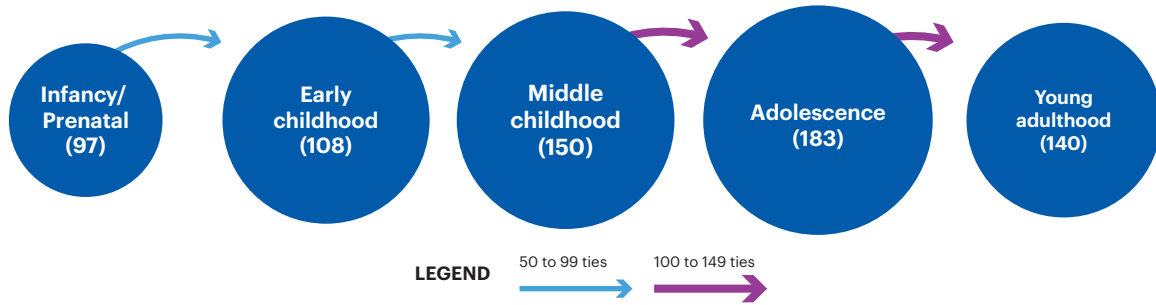 Infancy/
Prenatal
(97)
Early
childhood
(108)
Middle
childhood
(150)
Adolescence
(183)
Young
adulthood
(140)
LEGEND
50 to 99 ties
100 to 149 ties